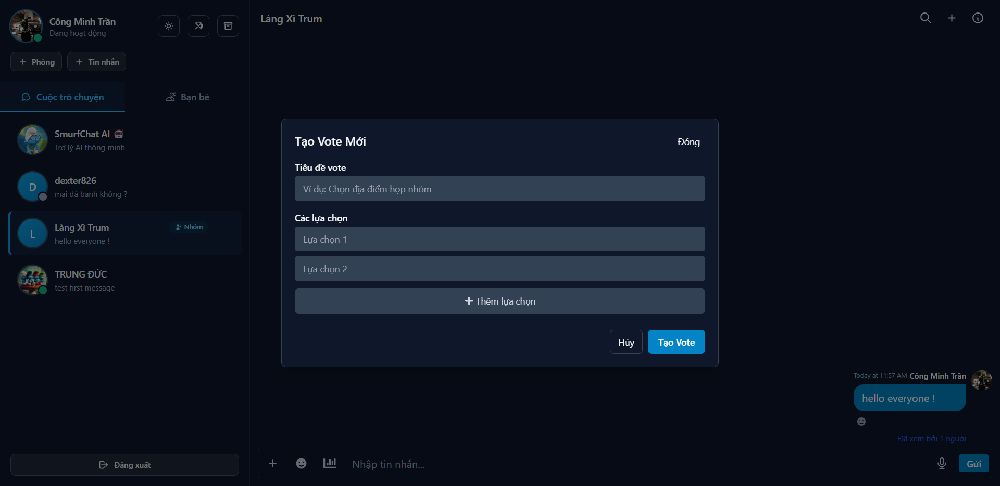 Công Minh Trần
Đang hoạt động
Phòng
Tin nhắn
Cuộc trò chuyện
Bạn bè
SmurfChat AI
Trợ lý AI thông minh
D
dexter826
mai đá banh không ?
L
Làng Xì Trum
Nhóm
hello everyone !
TRUNG ĐỨC
test first message
Đăng xuất
Làng Xì Trum
Tạo Vote Mới
Đóng
Tiêu đề vote
Ví dụ: Chọn địa điểm họp nhóm
Các lựa chọn
Lựa chọn 1
Lựa chọn 2
Thêm lựa chọn
Hủy
Tạo Vote
Today at 11:57 AM Công Minh Trần
hello everyone !
Đã xem bởi 1 người
Nhập tin nhắn...
Gửi